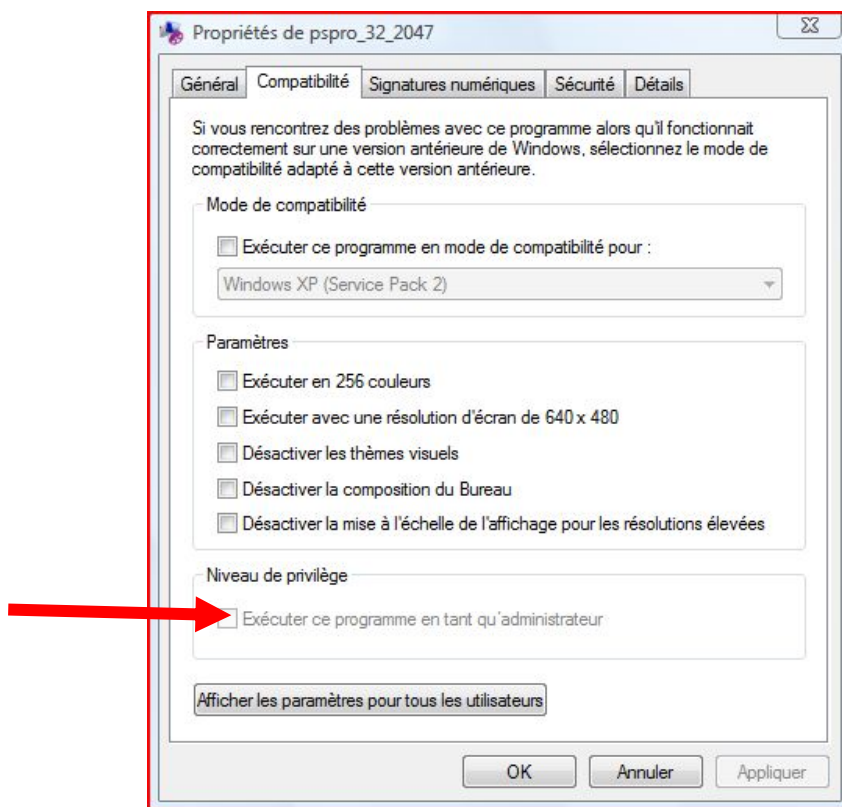 Propriétés de pspro_32_2047
Général Compatibilité Signatures numériques Sécurité Détails
Si vous rencontrez des problèmes avec ce programme alors qu'il fonctionnait
correctement sur une version antérieure de Windows, sélectionnez le mode de
compatibilité adapté à cette version antérieure.
Mode de compatibilité
Exécuter ce programme en mode de compatibilité pour :
Windows XP (Service Pack 2)
Paramètres
Exécuter en 256 couleurs
Exécuter avec une résolution d'écran de 640 x 480
Désactiver les thèmes visuels
Désactiver la composition du Bureau
Désactiver la mise à l'échelle de l'affichage pour les résolutions élevées
Niveau de privilège
Exécuter ce programme en tant qu'administrateur
Afficher les paramètres pour tous les utilisateurs
OK Annuler Appliquer